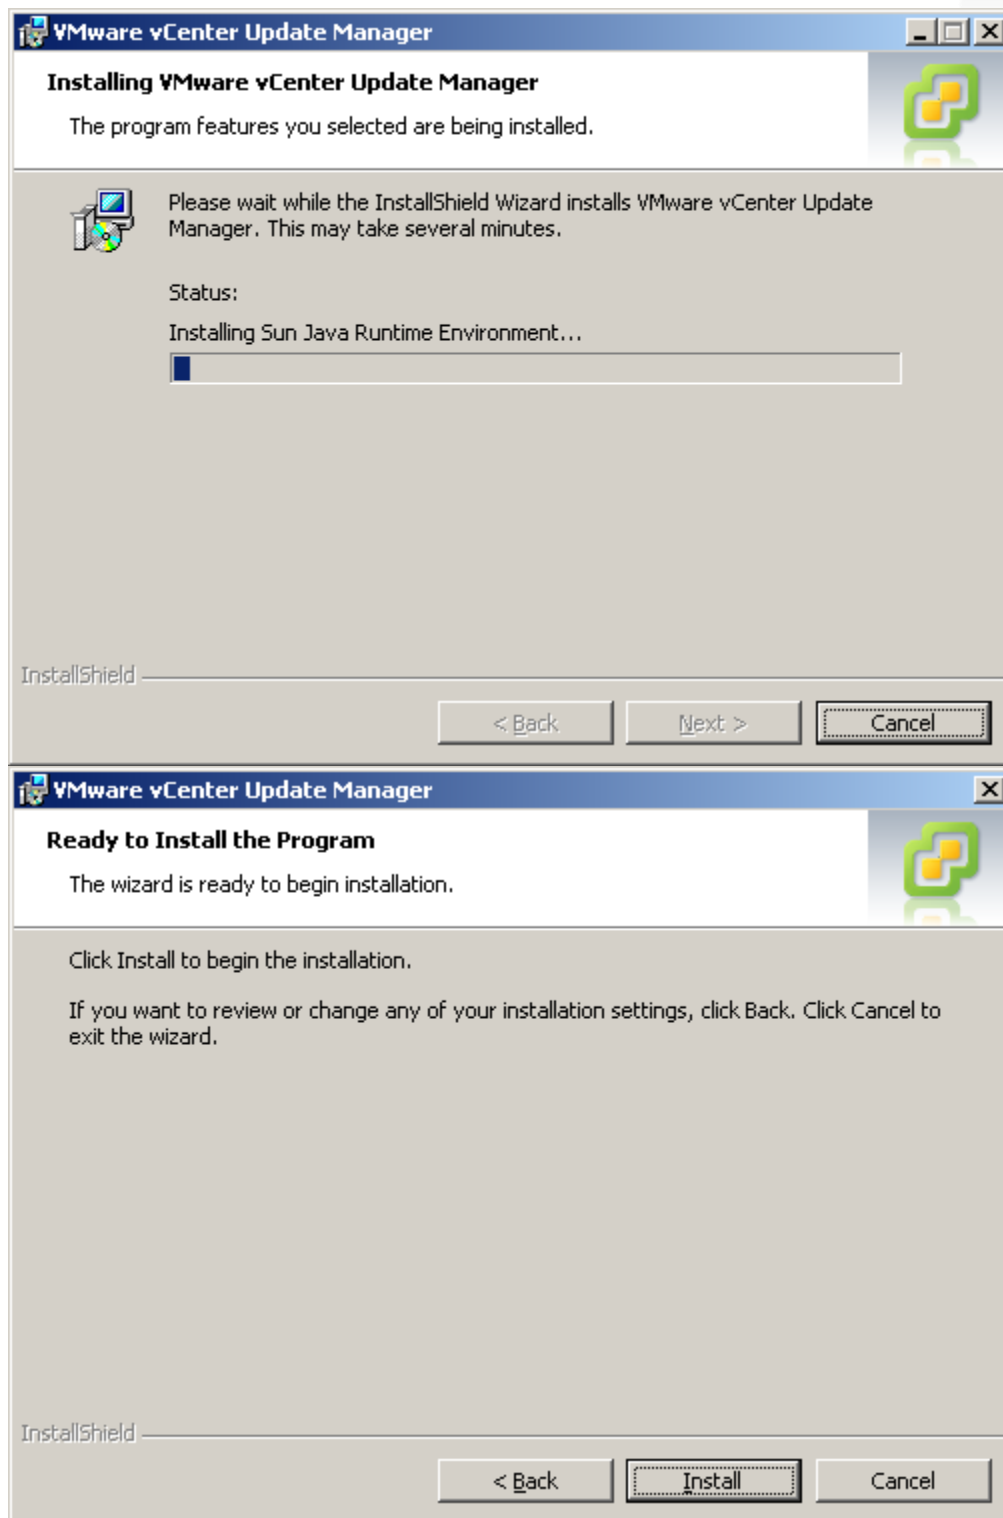 VMware vCenter Update Manager
Installing VMware vCenter Update Manager
The program features you selected are being installed.
Please wait while the InstallShield Wizard installs VMware vCenter Update
Manager. This may take several minutes.
Status:
Installing Sun Java Runtime Environment...
InstallShield
< Back Next > Cancel
VMware vCenter Update Manager
Ready to Install the Program
The wizard is ready to begin installation.
Click Install to begin the installation.
If you want to review or change any of your installation settings, click Back. Click Cancel to
exit the wizard.
InstallShield
< Back Install Cancel